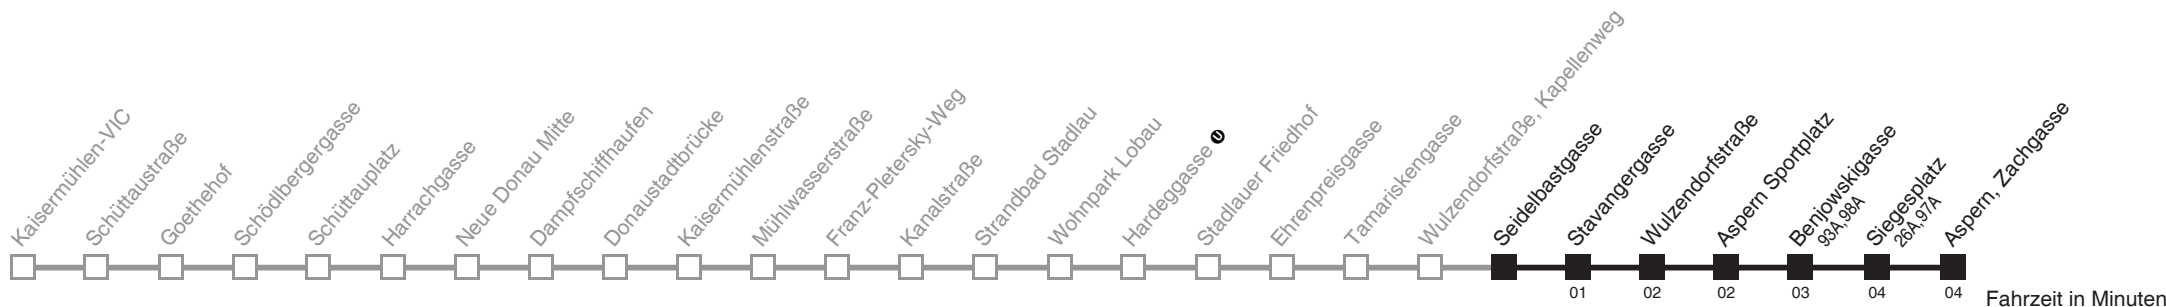 Kaisermühlen-VIC
Schüttaustraße
Goethehof
Schödlbergergasse
Schüttauplatz
Harrachgasse
Neue Donau Mitte
Dampfschiffhaufen
Donaustadtbrücke
Kaisermühlenstraße
Mühlwasserstraße
Franz-Pletersky-Weg
Kanalstraße
Strandbad Stadlau
Wohnpark Lobau
Hardeggasse U
Stadlauer Friedhof
Ehrenpreisgasse
Tamariskengasse
Wulzendorfstraße, Kapellenweg
Seidelbastgasse
Stavangergasse
Wulzendorfstraße
Aspern Sportplatz
Benjowskigasse
93A,98A
Siegesplatz
26A,97A
Aspern, Zachgasse
01 02 02 03 04 04 Fahrzeit in Minuten